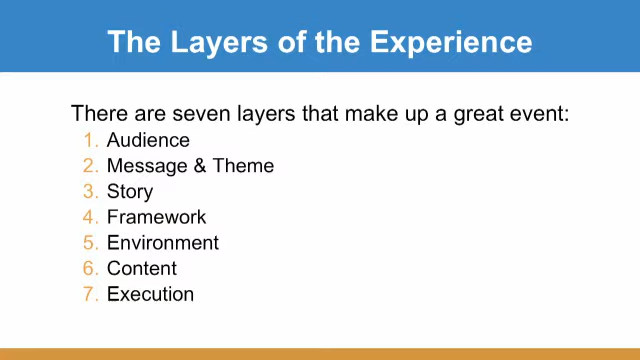 The Layers of the Experience
There are seven layers that make up a great event:
1. Audience
2. Message & Theme
3. Story
4. Framework
5. Environment
6. Content
7. Execution